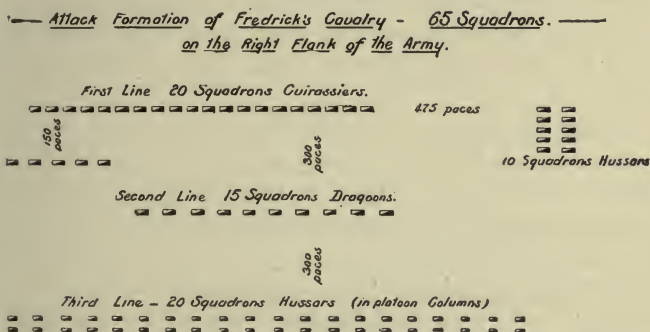 Attack Formation of Fredrick's Cavalry - 65 Squadrons.
on the Right Flank of the Army.
First Line 20 Squadrons Cuirassiers.
475 paces
150 paces
300 paces
10 Squadrons Hussars
Second Line 15 Squadrons Dragoons.
300 paces
Third Line - 20 Squadrons Hussars (in platoon Columns)